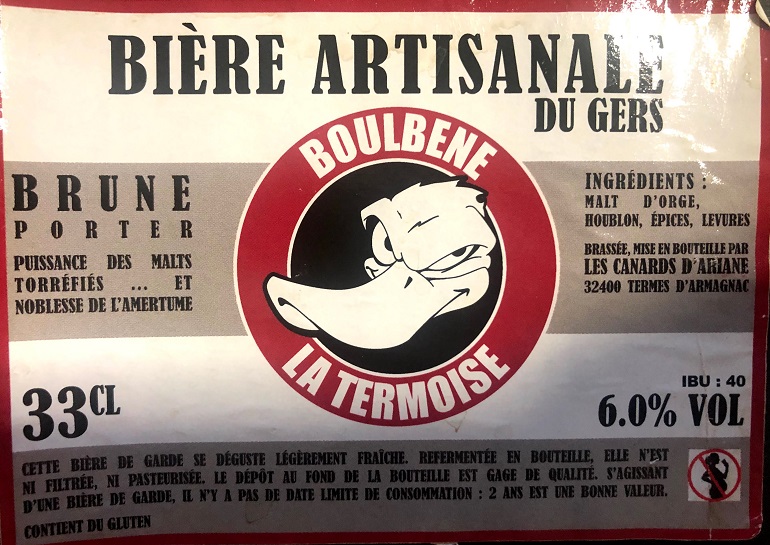 BIÈRE ARTISANALE
DU GERS
BOULBENE
LA TERMOISE
BRUNE
PORTER
PUISSANCE DES MALTS
TORRÉFIÉS ... ET
NOBLESSE DE L'AMERTUME
INGRÉDIENTS :
MALT D'ORGE,
HOUBLON, ÉPICES, LEVURES
BRASSÉE, MISE EN BOUTEILLE PAR
LES CANARDS D'ARIANE
32400 TERMES D'ARMAGNAC
33CL
IBU : 40
6.0% VOL
CETTE BIÈRE DE GARDE SE DÉGUSTE LÉGÈREMENT FRAÎCHE. REFERMENTÉE EN BOUTEILLE, ELLE N'EST
NI FILTRÉE, NI PASTEURISÉE. LE DÉPÔT AU FOND DE LA BOUTEILLE EST GAGE DE QUALITÉ. S'AGISSANT
D'UNE BIÈRE DE GARDE, IL N'Y A PAS DE DATE LIMITE DE CONSOMMATION : 2 ANS EST UNE BONNE VALEUR.
CONTIENT DU GLUTEN